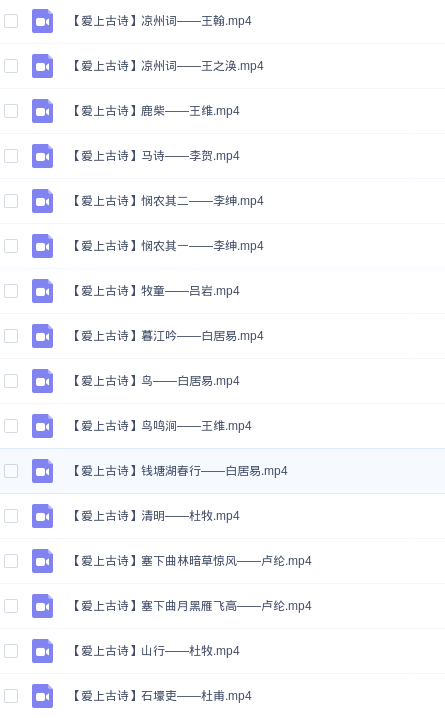 【爱上古诗】凉州词——王翰.mp4
【爱上古诗】凉州词——王之涣.mp4
【爱上古诗】鹿柴——王维.mp4
【爱上古诗】马诗——李贺.mp4
【爱上古诗】悯农其二——李绅.mp4
【爱上古诗】悯农其一——李绅.mp4
【爱上古诗】牧童——吕岩.mp4
【爱上古诗】暮江吟——白居易.mp4
【爱上古诗】鸟——白居易.mp4
【爱上古诗】鸟鸣涧——王维.mp4
【爱上古诗】钱塘湖春行——白居易.mp4
【爱上古诗】清明——杜牧.mp4
【爱上古诗】塞下曲林暗草惊风——卢纶.mp4
【爱上古诗】塞下曲月黑雁飞高——卢纶.mp4
【爱上古诗】山行——杜牧.mp4
【爱上古诗】石壕吏——杜甫.mp4